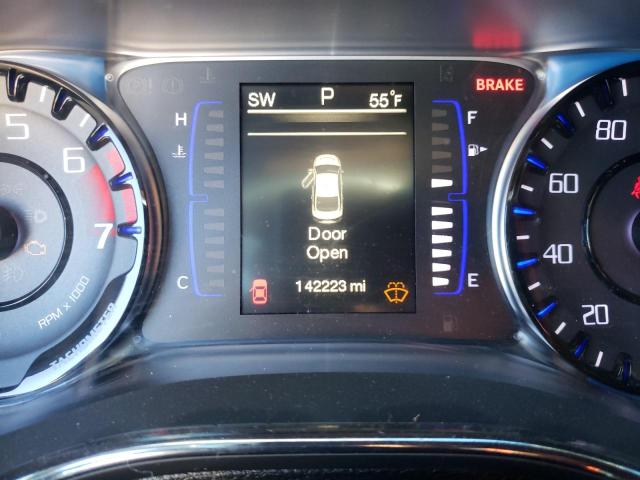 SW P 55°F
BRAKE
H
F
5
6
7
RPM x 1000
TACHOMETER
C
E
Door
Open
142223 mi
80
60
40
20